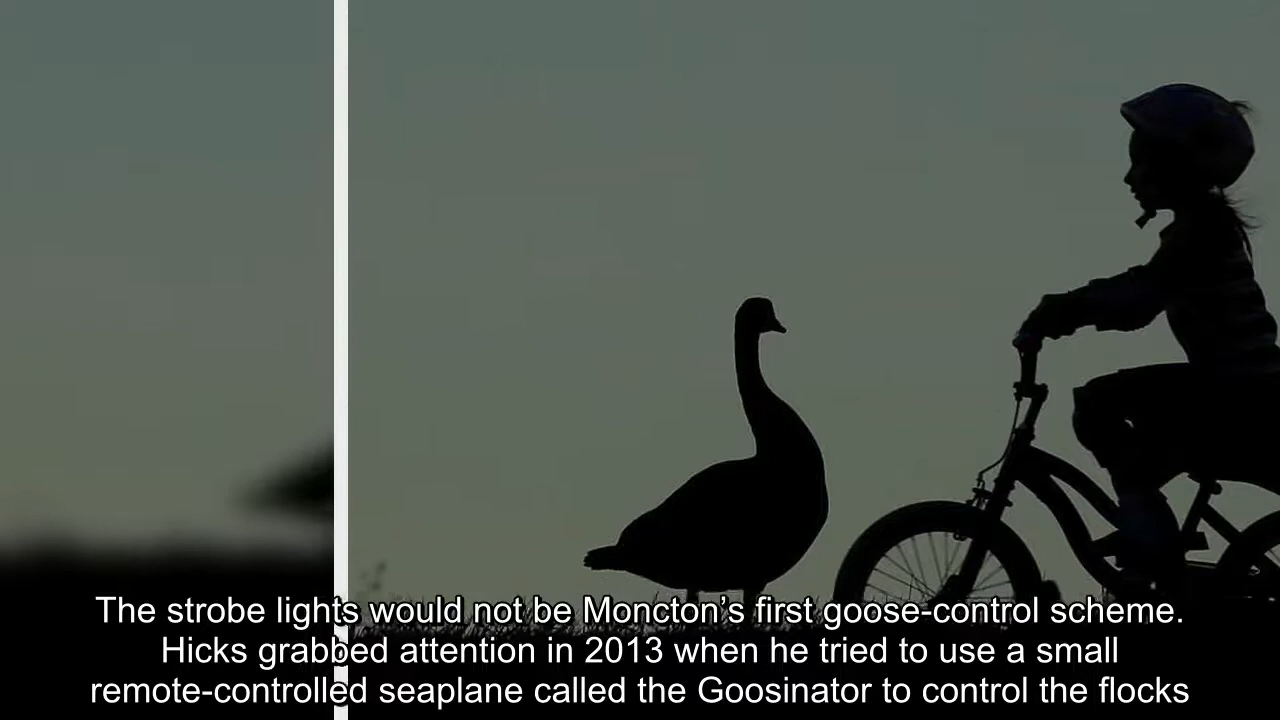 The strobe lights would not be Moncton’s first goose-control scheme.
Hicks grabbed attention in 2013 when he tried to use a small
remote-controlled seaplane called the Goosinator to control the flocks